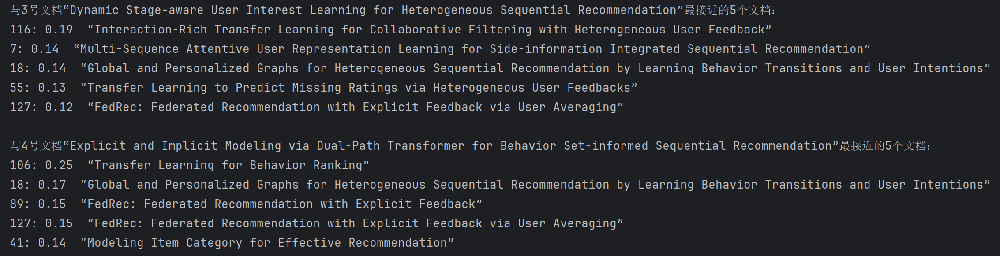 与3号文档“Dynamic Stage-aware User Interest Learning for Heterogeneous Sequential Recommendation”最接近的5个文档：
116: 0.19  “Interaction-Rich Transfer Learning for Collaborative Filtering with Heterogeneous User Feedback”
7: 0.14  “Multi-Sequence Attentive User Representation Learning for Side-information Integrated Sequential Recommendation”
18: 0.14  “Global and Personalized Graphs for Heterogeneous Sequential Recommendation by Learning Behavior Transitions and User Intentions”
55: 0.13  “Transfer Learning to Predict Missing Ratings via Heterogeneous User Feedbacks”
127: 0.12  “FedRec: Federated Recommendation with Explicit Feedback via User Averaging”
与4号文档“Explicit and Implicit Modeling via Dual-Path Transformer for Behavior Set-informed Sequential Recommendation”最接近的5个文档：
106: 0.25  “Transfer Learning for Behavior Ranking”
18: 0.17  “Global and Personalized Graphs for Heterogeneous Sequential Recommendation by Learning Behavior Transitions and User Intentions”
89: 0.15  “FedRec: Federated Recommendation with Explicit Feedback”
127: 0.15  “FedRec: Federated Recommendation with Explicit Feedback via User Averaging”
41: 0.14  “Modeling Item Category for Effective Recommendation”